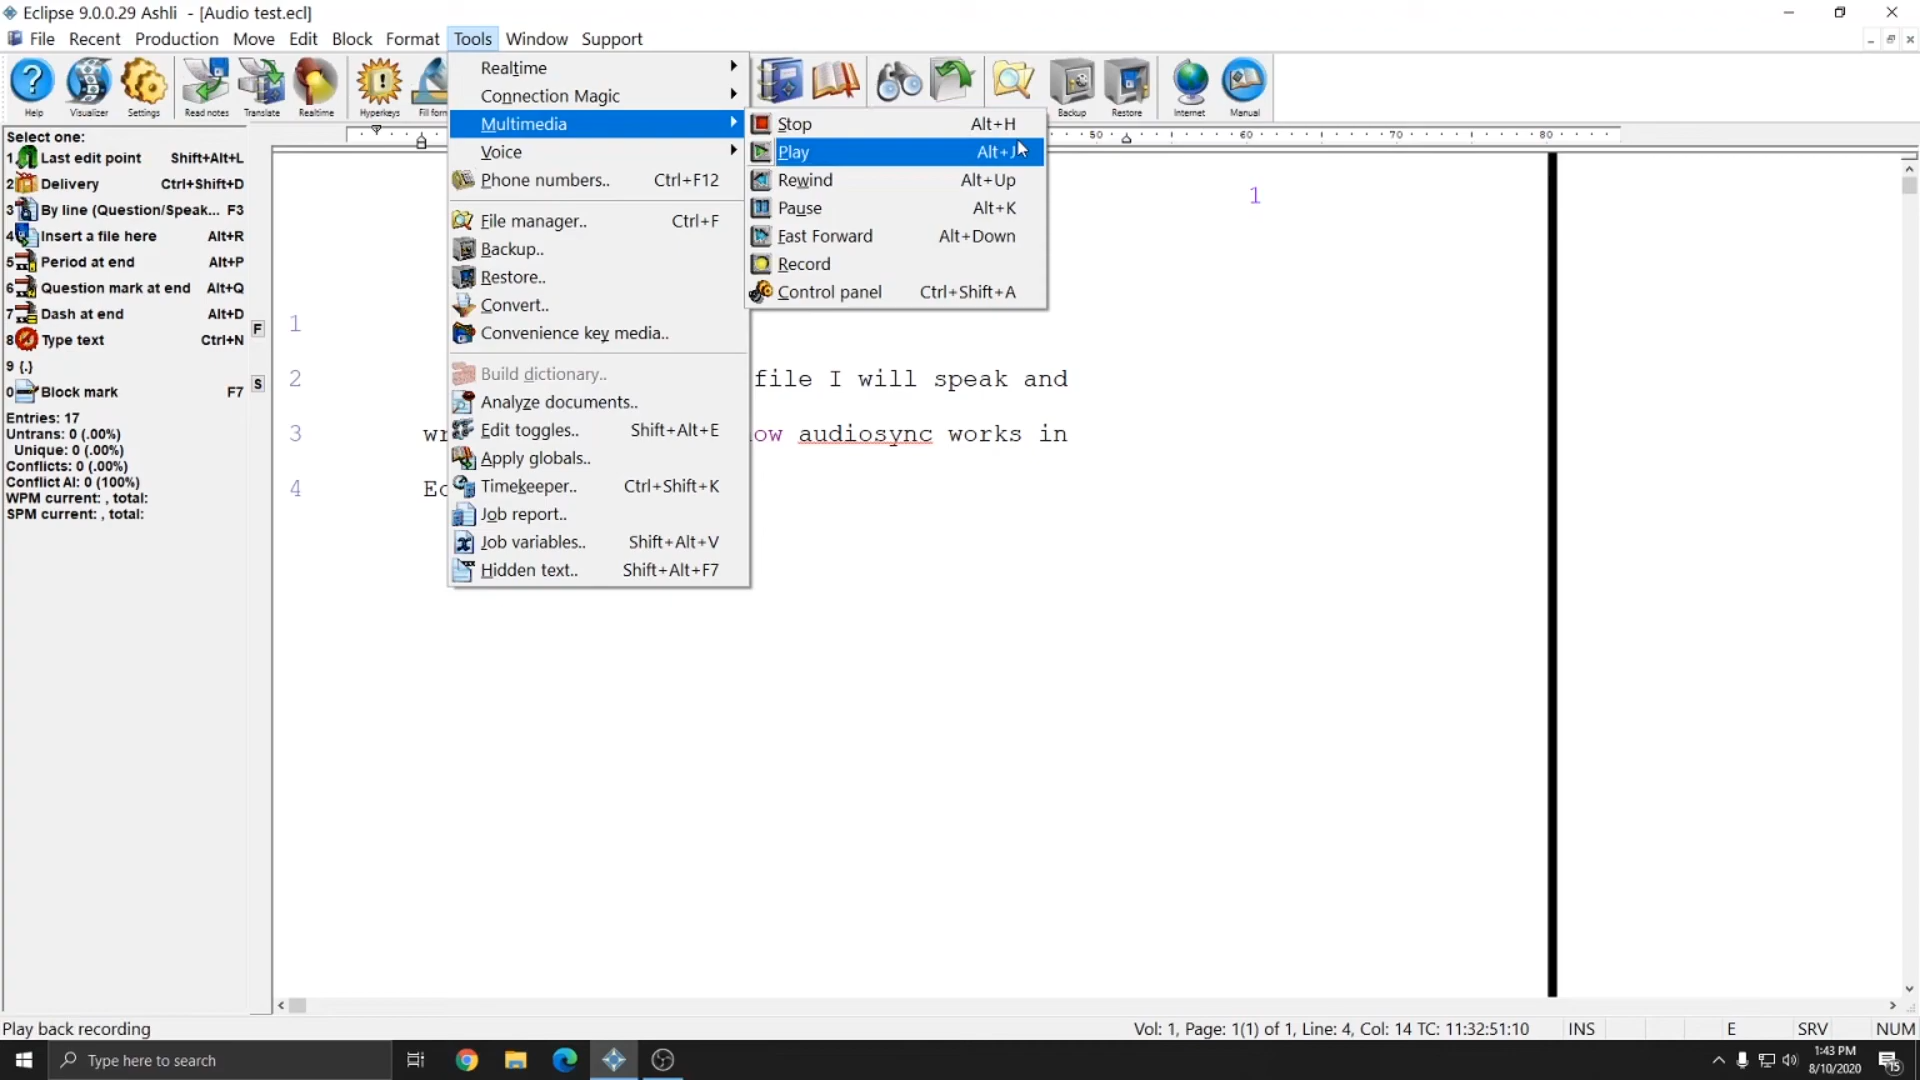 Eclipse 9.0.0.29 Ashli - [Audio test.ecl]
File Recent Production Move Edit Block Format Tools Window Support
Help Visualizer Settings Read notes Translate Realtime Hyperkeys Fill form Backup Restore Internet Manual
Select one:
1 Last edit point Shift+Alt+L
2 Delivery Ctrl+Shift+D
3 By line (Question/Speak... F3
4 Insert a file here Alt+R
5 Period at end Alt+P
6 Question mark at end Alt+Q
7 Dash at end Alt+D
8 Type text Ctrl+N
9 {.}
0 Block mark F7
Entries: 17
Untrans: 0 (.00%)
Unique: 0 (.00%)
Conflicts: 0 (.00%)
Conflict AI: 0 (100%)
WPM current: , total:
SPM current: , total:
F
S
Realtime
Connection Magic
Multimedia
Voice
Phone numbers.. Ctrl+F12
File manager.. Ctrl+F
Backup..
Restore..
Convert..
Convenience key media..
Build dictionary..
Analyze documents..
Edit toggles.. Shift+Alt+E
Apply globals..
Timekeeper.. Ctrl+Shift+K
Job report..
Job variables.. Shift+Alt+V
Hidden text.. Shift+Alt+F7
Stop Alt+H
Play Alt+J
Rewind Alt+Up
Pause Alt+K
Fast Forward Alt+Down
Record
Control panel Ctrl+Shift+A
50 60 70 80
1
1
2 file I will speak and
3 audiosync works in
4
Play back recording
Vol: 1, Page: 1(1) of 1, Line: 4, Col: 14 TC: 11:32:51:10 INS E SRV NUM
Type here to search
1:43 PM
8/10/2020
15